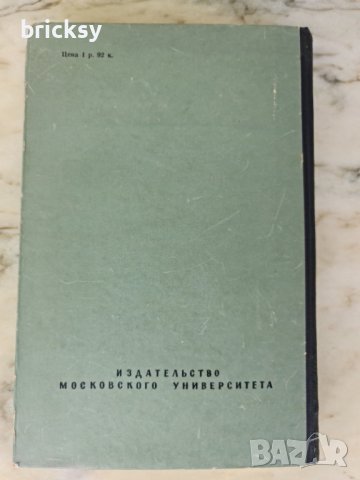 bricksy
Цена 1 р. 92 к.
ИЗДАТЕЛЬСТВО
МОСКОВСКОГО УНИВЕРСИТЕТА
BAZAR